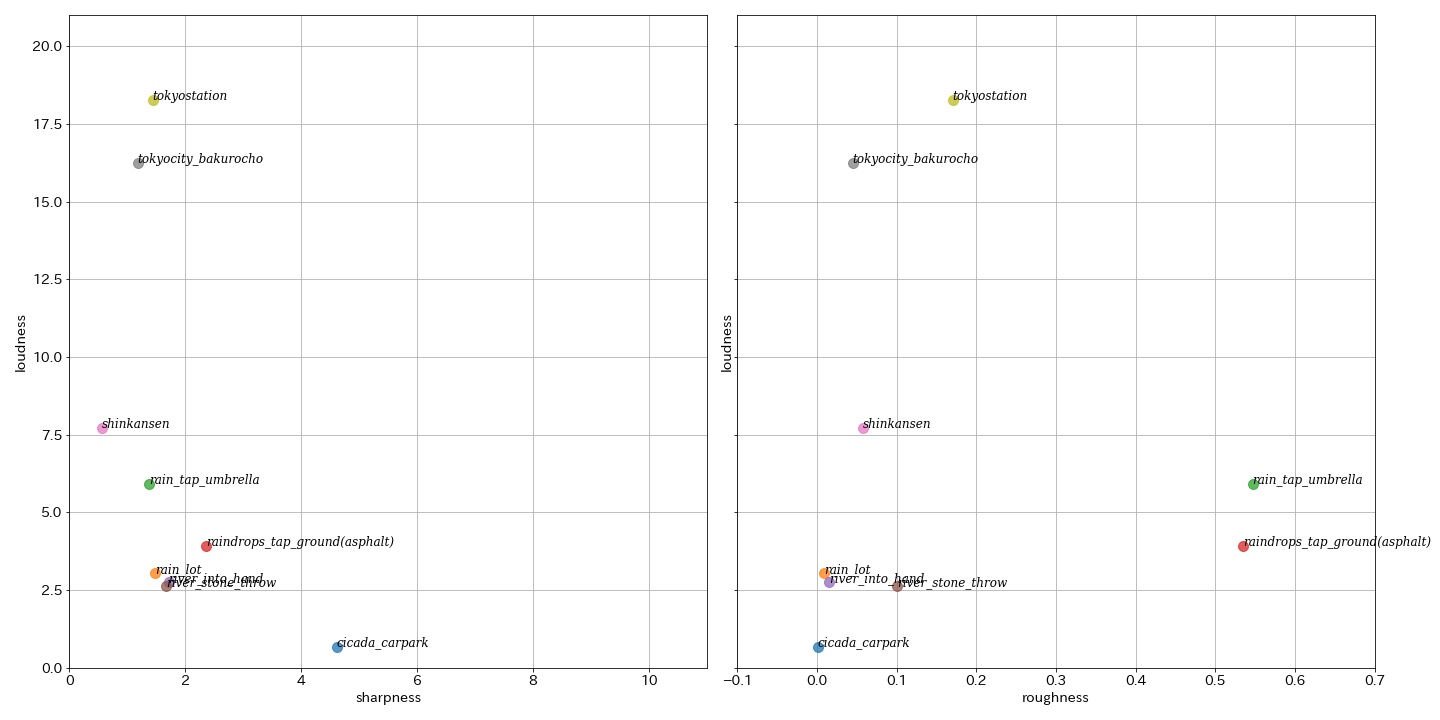 20.0
17.5
15.0
12.5
10.0
7.5
5.0
2.5
0.0
loudness
tokyostation
tokyocity_bakurocho
shinkansen
rain_tap_umbrella
raindrops_tap_ground(asphalt)
rain_lot
river_into_hand
river_stone_throw
cicada_carpark
0 2 4 6 8 10
sharpness
loudness
tokyostation
tokyocity_bakurocho
shinkansen
rain_tap_umbrella
raindrops_tap_ground(asphalt)
rain_lot
river_into_hand
river_stone_throw
cicada_carpark
−0.1 0.0 0.1 0.2 0.3 0.4 0.5 0.6 0.7
roughness